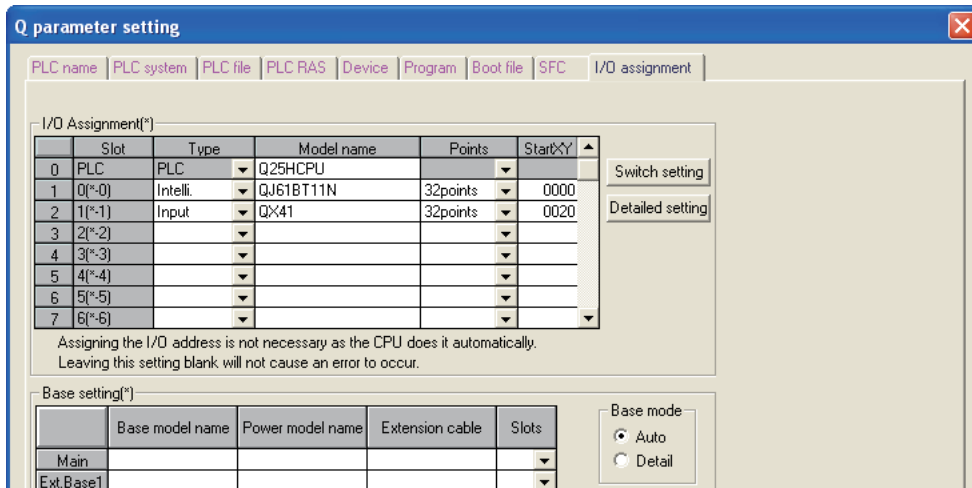 Q parameter setting
PLC name PLC system PLC file PLC RAS Device Program Boot file SFC I/O assignment
I/O Assignment(*)
Slot Type Model name Points StartXY
0 PLC PLC Q25HCPU
1 0(*-0) Intelli. QJ61BT11N 32points 0000
2 1(*-1) Input QX41 32points 0020
3 2(*-2)
4 3(*-3)
5 4(*-4)
6 5(*-5)
7 6(*-6)
Switch setting
Detailed setting
Assigning the I/O address is not necessary as the CPU does it automatically.
Leaving this setting blank will not cause an error to occur.
Base setting(*)
Base model name Power model name Extension cable Slots
Main
Ext.Base1
Base mode
Auto
Detail